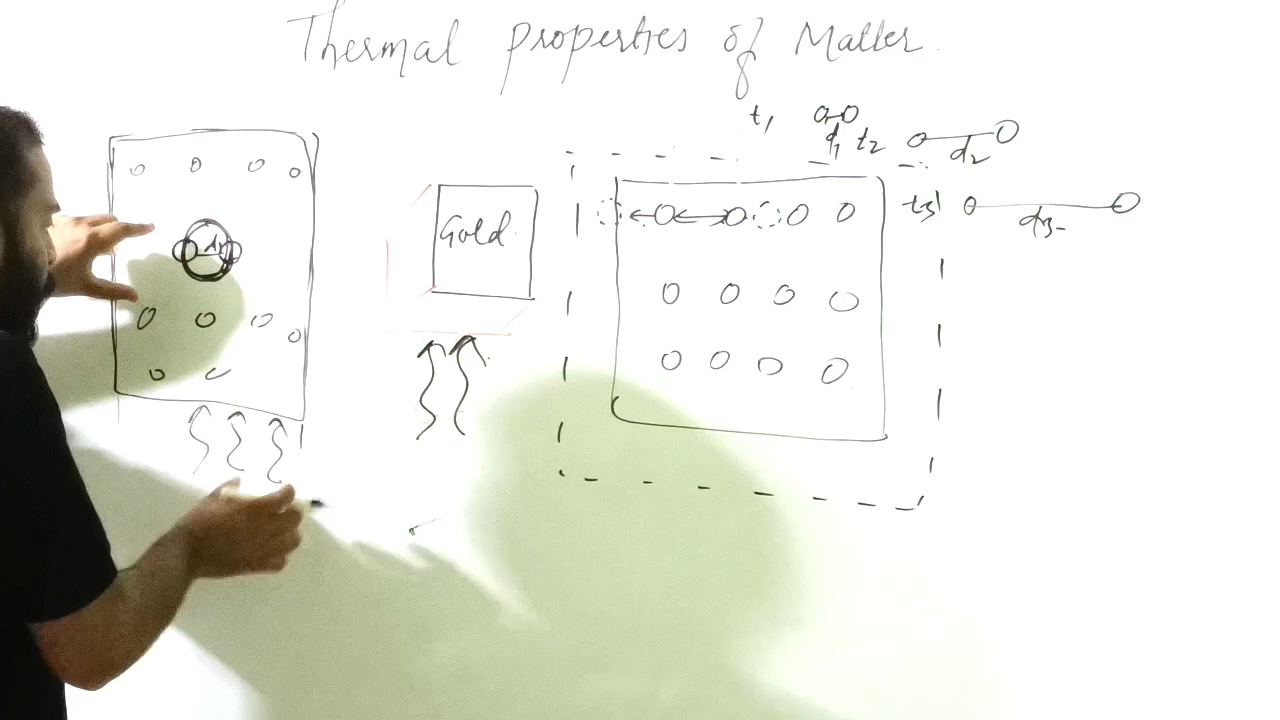 Thermal properties of Matter
t1
d1
t2
d2
t3
d3
Gold